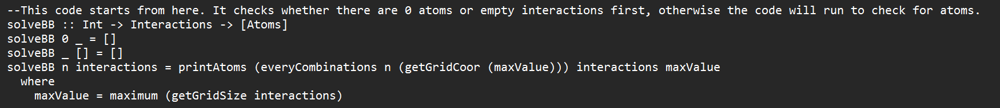 --This code starts from here. It checks whether there are 0 atoms or empty interactions first, otherwise the code will run to check for atoms.
solveBB :: Int -> Interactions -> [Atoms]
solveBB 0 _ = []
solveBB _ [] = []
solveBB n interactions = printAtoms (everyCombinations n (getGridCoor (maxValue))) interactions maxValue
  where
    maxValue = maximum (getGridSize interactions)